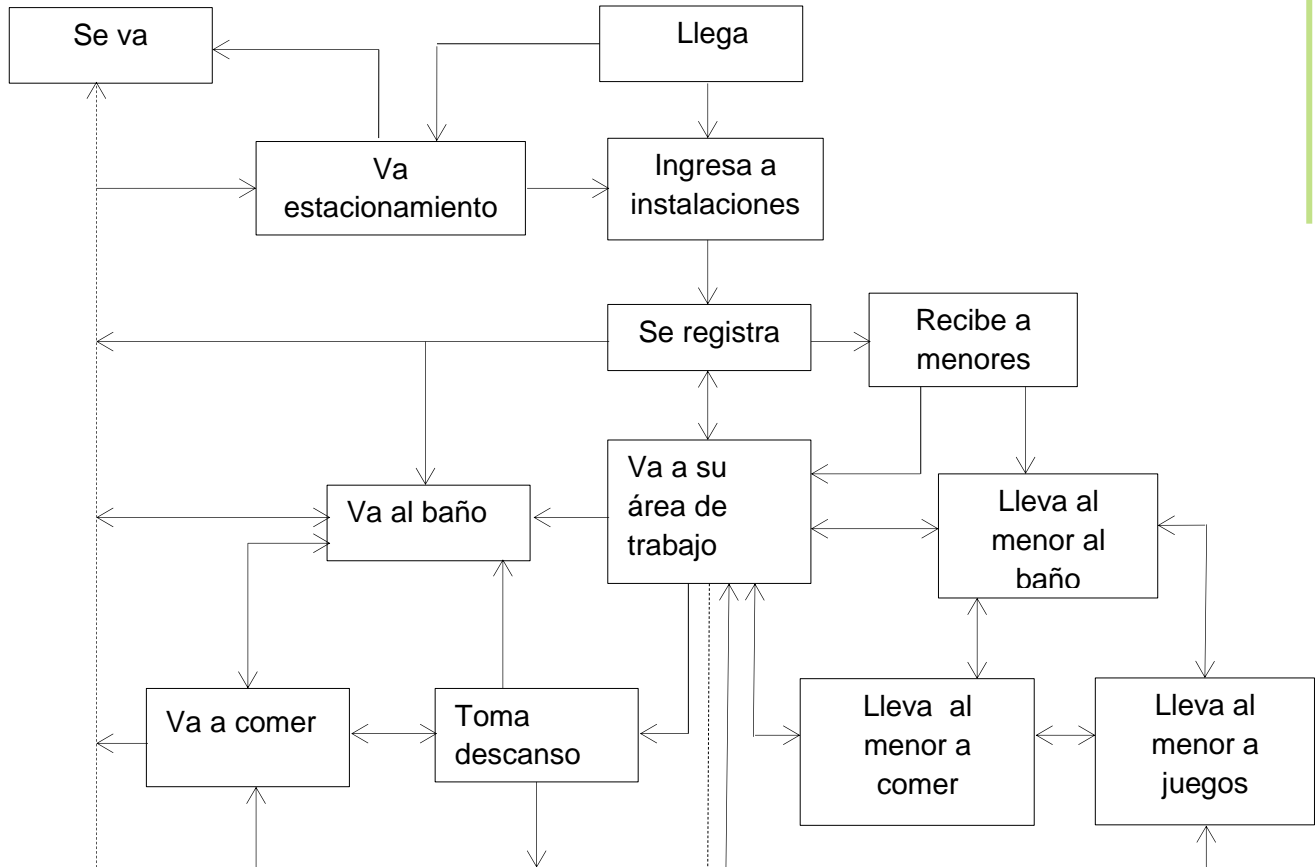 Se va
Llega
Va
estacionamiento
Ingresa a
instalaciones
Se registra
Recibe a
menores
Va al baño
Va a su
área de
trabajo
Lleva al
menor al
baño
Va a comer
Toma
descanso
Lleva al
menor a
comer
Lleva al
menor a
juegos